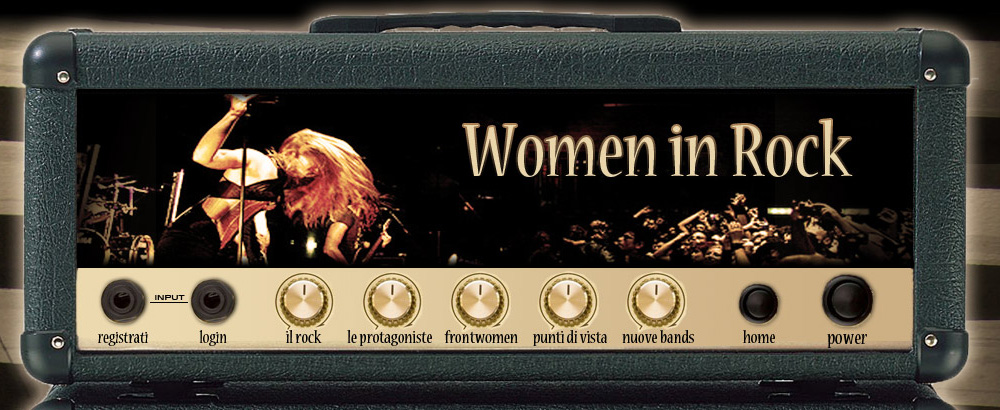 Women in Rock
INPUT
registrati login il rock le protagoniste frontwomen punti di vista nuove bands home power